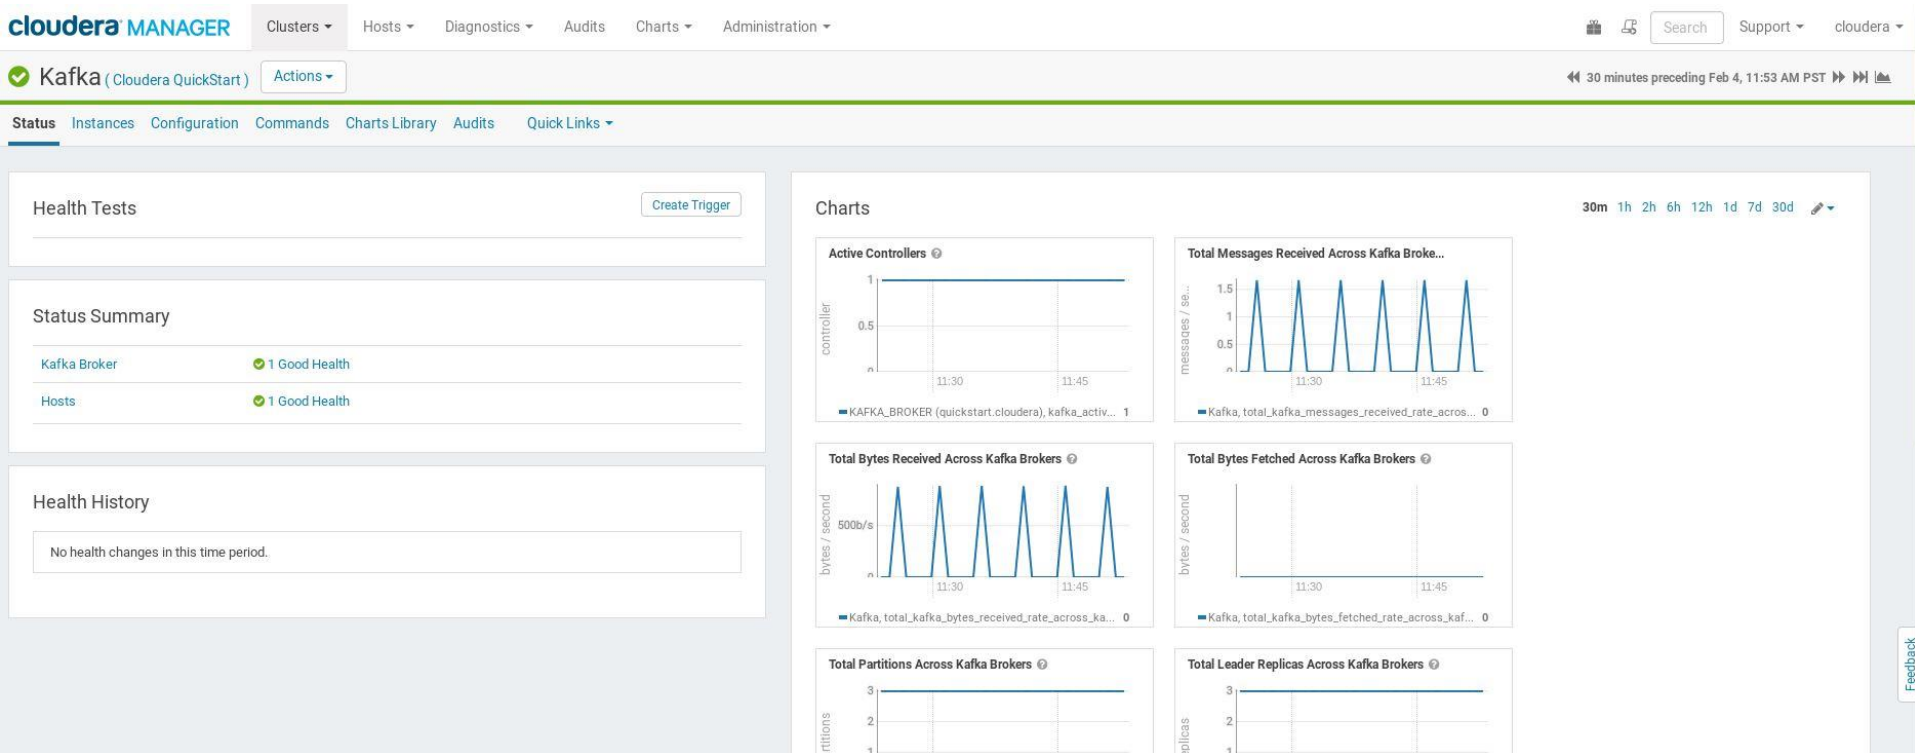 cloudera MANAGER Clusters Hosts Diagnostics Audits Charts Administration Search Support cloudera
Kafka ( Cloudera QuickStart ) Actions 30 minutes preceding Feb 4, 11:53 AM PST
Status Instances Configuration Commands Charts Library Audits Quick Links
Health Tests Create Trigger
Status Summary
Kafka Broker 1 Good Health
Hosts 1 Good Health
Health History
No health changes in this time period.
Charts 30m 1h 2h 6h 12h 1d 7d 30d
Active Controllers
controller
1
0.5
0
11:30 11:45
KAFKA_BROKER (quickstart.cloudera), kafka_activ... 1
Total Messages Received Across Kafka Broke...
messages / se...
1.5
1
0.5
0
11:30 11:45
Kafka, total_kafka_messages_received_rate_acros... 0
Total Bytes Received Across Kafka Brokers
bytes / second
500b/s
0
11:30 11:45
Kafka, total_kafka_bytes_received_rate_across_ka... 0
Total Bytes Fetched Across Kafka Brokers
bytes / second
11:30 11:45
Kafka, total_kafka_bytes_fetched_rate_across_kaf... 0
Total Partitions Across Kafka Brokers
3
2
1
Total Leader Replicas Across Kafka Brokers
3
2
1
Feedback